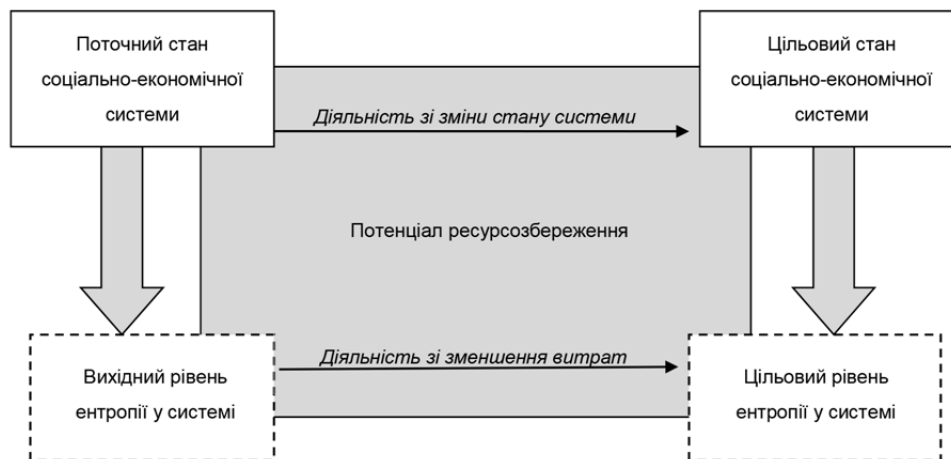 Поточний стан
соціально-економічної
системи
Цільовий стан
соціально-економічної
системи
Діяльність зі зміни стану системи
Потенціал ресурсозбереження
Діяльність зі зменшення витрат
Вихідний рівень
ентропії у системі
Цільовий рівень
ентропії у системі